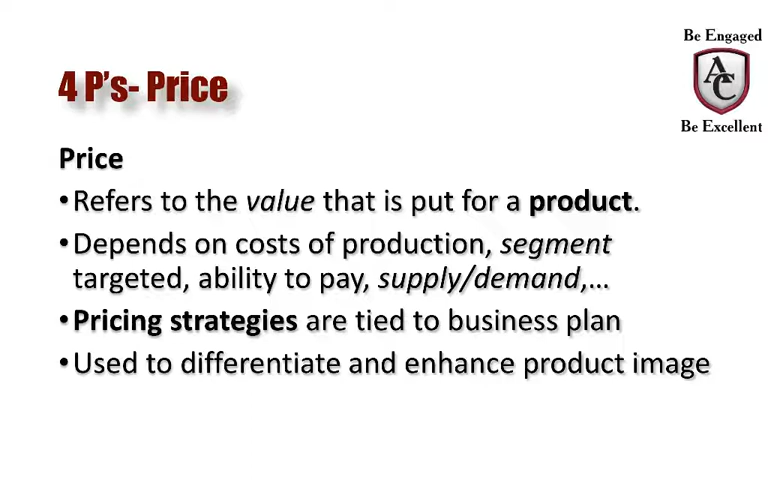 Be Engaged
AC
Be Excellent
4 P's- Price
Price
•Refers to the value that is put for a product.
•Depends on costs of production, segment
targeted, ability to pay, supply/demand,…
•Pricing strategies are tied to business plan
•Used to differentiate and enhance product image